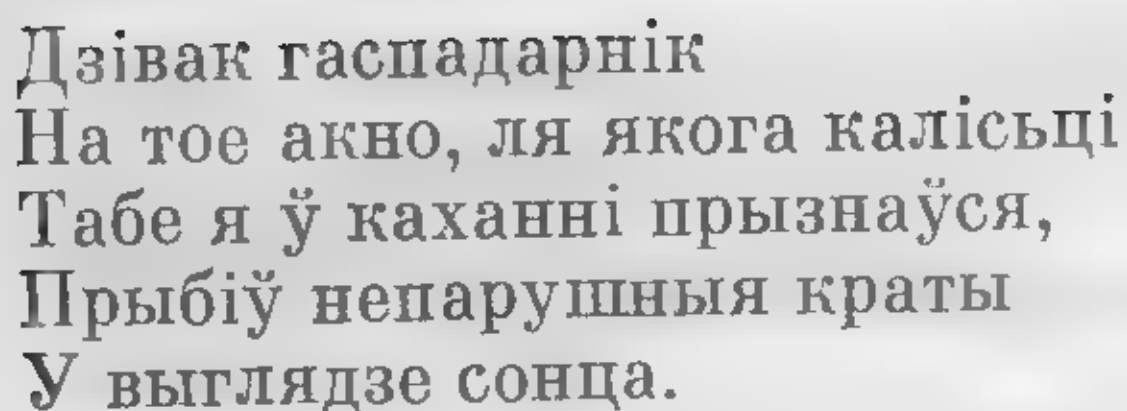 Дзівак гаспадарнік
На тое акно, ля якога калісьці
Табе я ў каханні прызнаўся,
Прыбіў непарушныя краты
У выглядзе сонца.